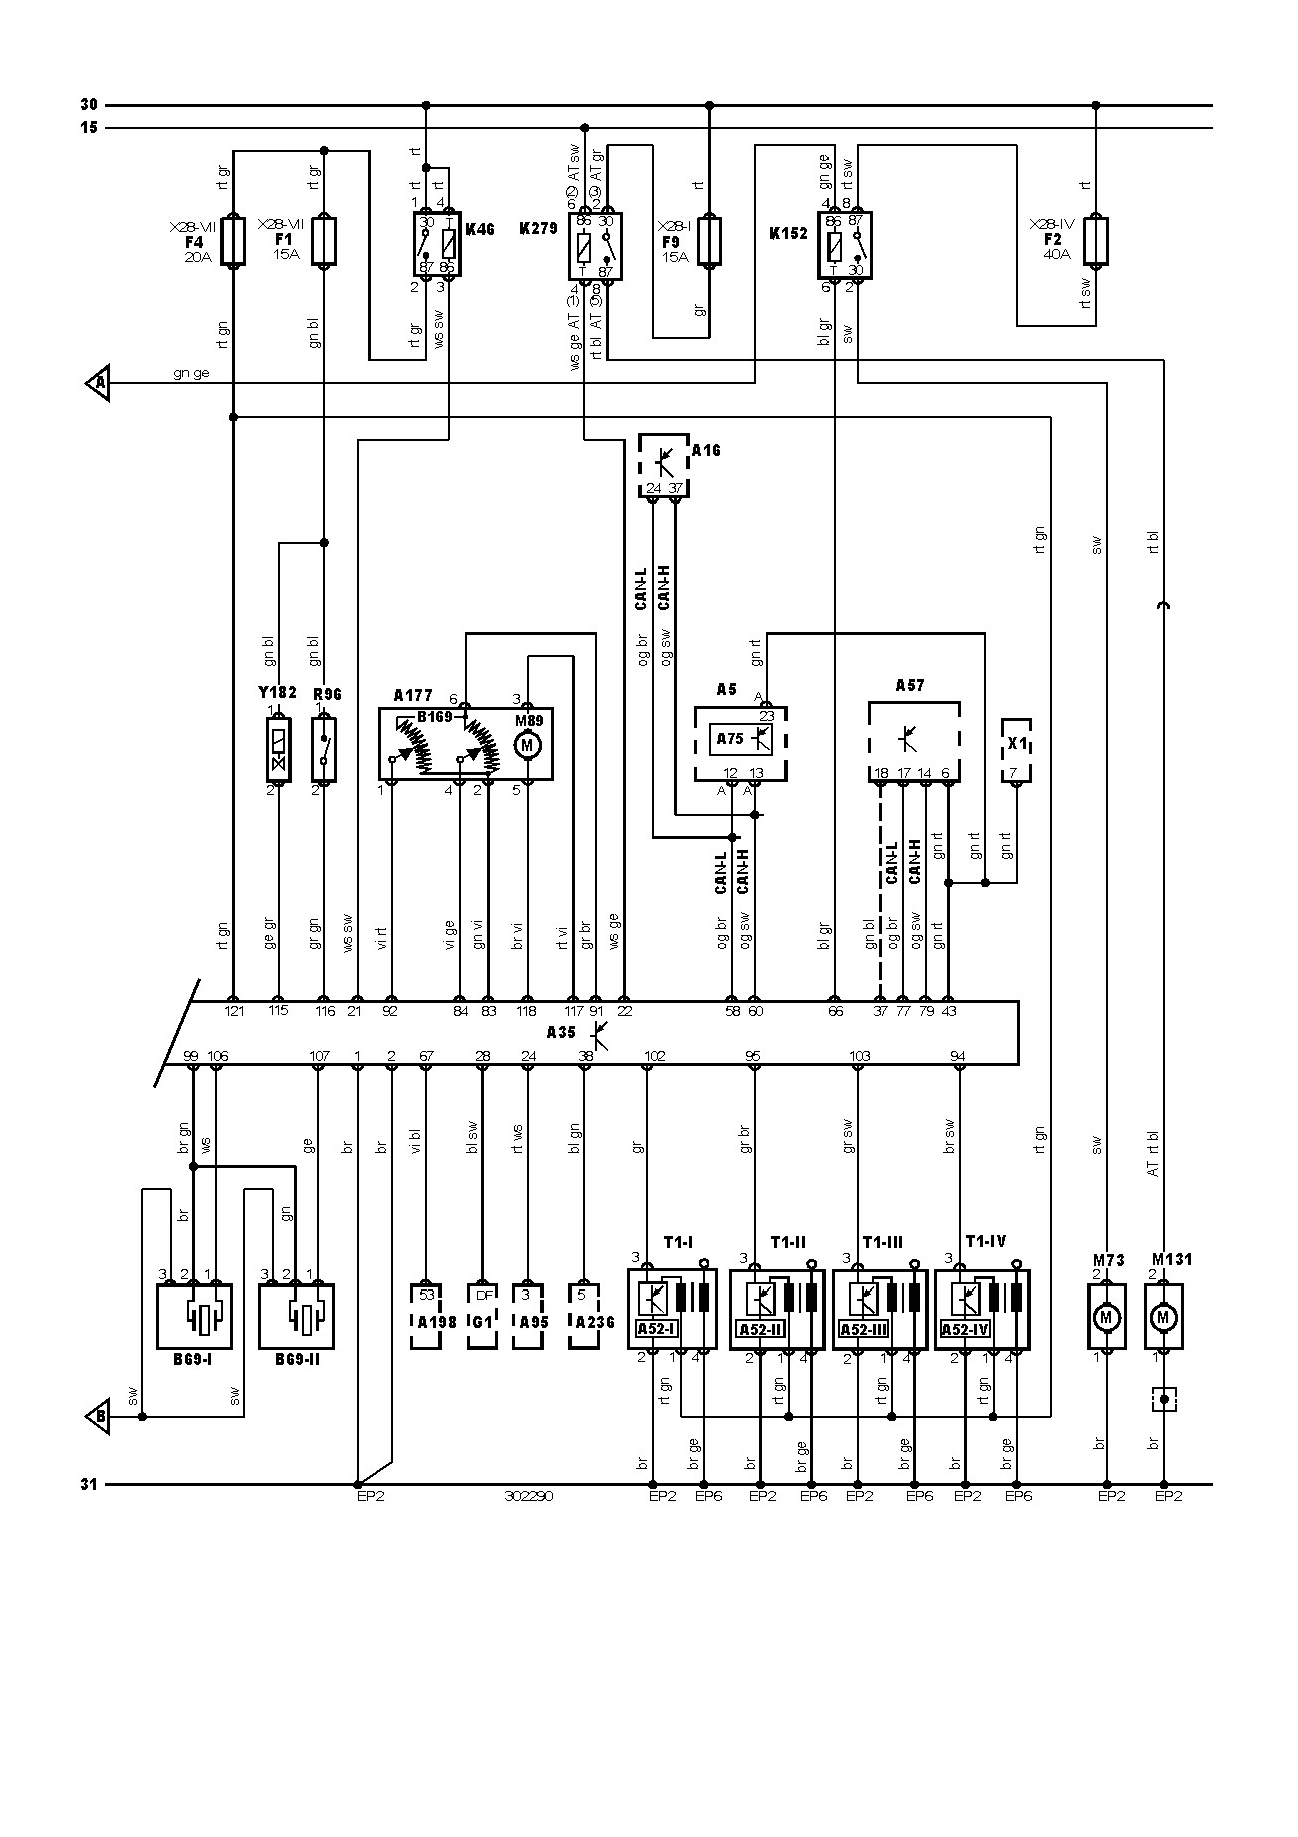 30
15
rt gr
rt gr
rt
rt
② AT sw
③ AT gr
gn ge
rt sw
rt
1 4
6 2
4 8
X28-VII
F4
20A
X28-VII
F1
15A
30 T
87 86
K46
K279
86 30
T 87
X28-I
F9
15A
K152
86 87
T 30
X28-IV
F2
40A
2 3
4 8
6 2
rt gn
gn bl
rt gr
ws sw
ws ge AT ①
rt bl AT
gr
bl gr
sw
rt sw
A
gn ge
A16
24 37
CAN-L
CAN-H
og br
og sw
rt gn
sw
rt bl
gn bl
gn bl
gn rt
Y182
R96
A177
A5
A57
1
1
6
3
A
B169
M89
M
23
A75
X1
2
2
1
4
2
5
12 13
A A
18 17 14 6
7
CAN-L
CAN-H
CAN-L
CAN-H
gn rt
gn rt
gn rt
rt gn
ge gr
gr gn
ws sw
vi rt
vi ge
gn vi
br vi
rt vi
gr br
ws ge
og br
og sw
bl gr
gn bl
og br
og sw
gn rt
121 115 116 21 92 84 83 118 117 91 22 58 60 66 37 77 79 43
A35
99 106 107 1 2 67 28 24 38 102 95 103 94
br gn
ws
ge
br
br
vi bl
bl sw
rt ws
bl gn
gr
gr br
gr sw
br sw
rt gn
sw
AT rt bl
br
gn
T1-I
T1-II
T1-III
T1-IV
M73
M131
3 2 1
3 2 1
3
3
3
3
2
2
53
DF
3
5
A198
G1
A95
A236
A52-I
A52-II
A52-III
A52-IV
M
M
B69-I
B69-II
2 1 4
2 1 4
2 1 4
2 1 4
1
1
sw
sw
rt gn
rt gn
rt gn
B
br
br ge
br
br ge
br
br ge
br
br ge
br
br
31
EP2
302290
EP2 EP6 EP2 EP6 EP2 EP6 EP2 EP6 EP2 EP2